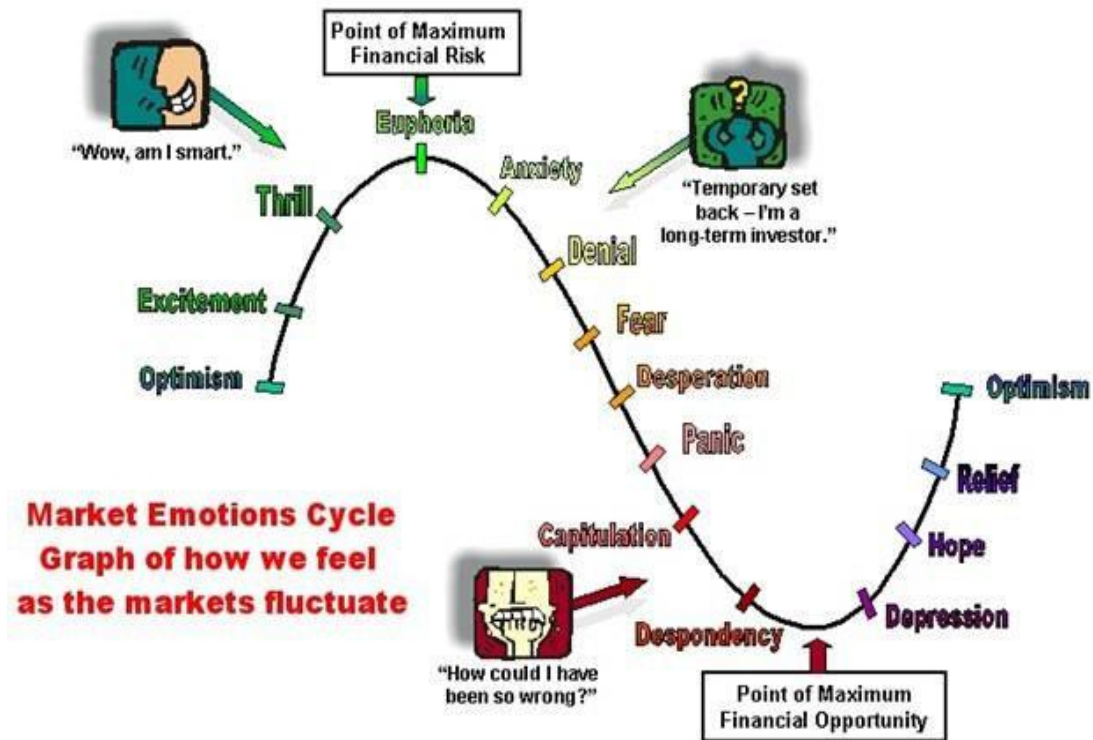 Point of Maximum
Financial Risk
"Wow, am I smart."
Euphoria
Thrill
Anxiety
"Temporary set
back – I'm a
long-term investor."
Excitement
Denial
Optimism
Fear
Desperation
Panic
Optimism
Relief
Capitulation
Hope
Despondency
Depression
Market Emotions Cycle
Graph of how we feel
as the markets fluctuate
"How could I have
been so wrong?"
Point of Maximum
Financial Opportunity